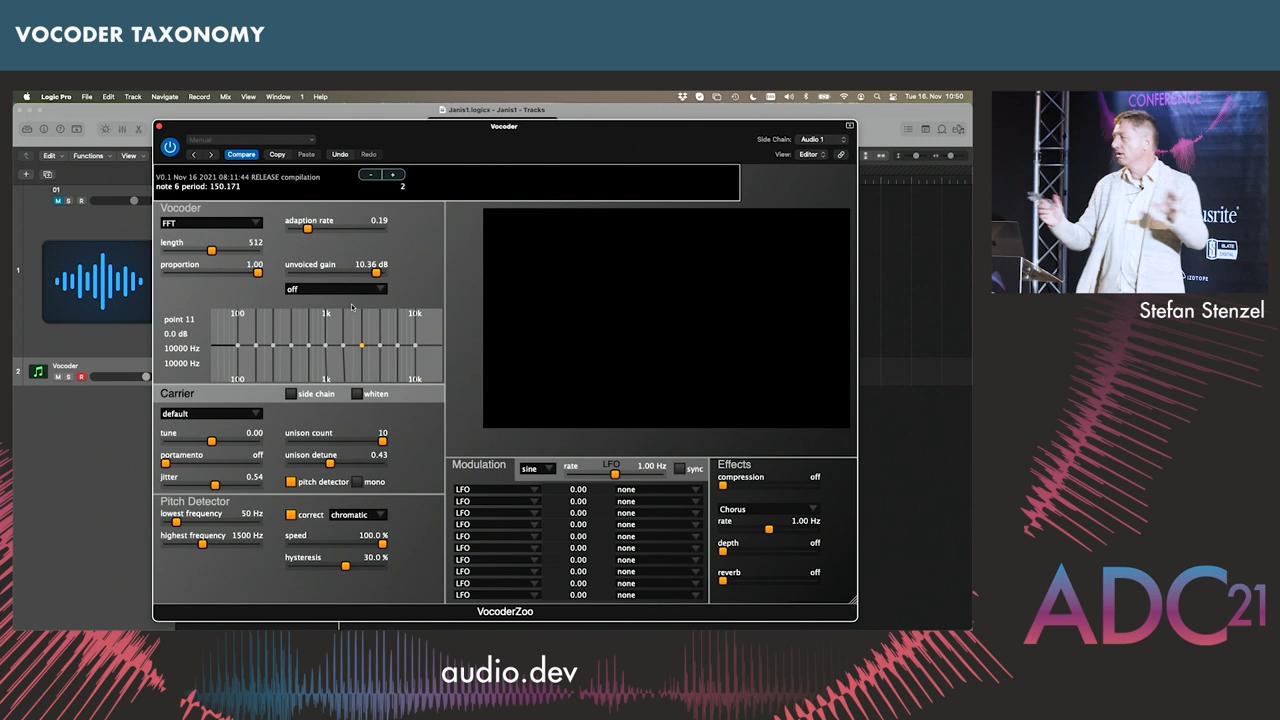 VOCODER TAXONOMY
Logic Pro File Edit Track Navigate Record Mix View Window 1 Help
Tue 16. Nov 10:50
Janis1.logicx - Janis1 - Tracks
Vocoder
Manual
Side Chain: Audio 1
Compare Copy Paste Undo Redo
View: Editor
Edit Functions View
V0.1 Nov 16 2021 08:11:44 RELEASE compilation
note 6 period: 150.171
- +
2
01
M S R
1
2
Vocoder
M S R
Vocoder
FFT
adaption rate 0.19
length 512
proportion 1.00
unvoiced gain 10.36 dB
off
point 11
0.0 dB
10000 Hz
10000 Hz
100 1k 10k
100 1k 10k
Carrier
side chain
whiten
default
tune 0.00
unison count 10
portamento off
unison detune 0.43
jitter 0.54
pitch detector
mono
Pitch Detector
lowest frequency 50 Hz
correct chromatic
highest frequency 1500 Hz
speed 100.0 %
hysteresis 30.0 %
Modulation
sine
rate LFO 1.00 Hz
sync
LFO 0.00 none
LFO 0.00 none
LFO 0.00 none
LFO 0.00 none
LFO 0.00 none
LFO 0.00 none
LFO 0.00 none
LFO 0.00 none
LFO 0.00 none
LFO 0.00 none
Effects
compression off
Chorus
rate 1.00 Hz
depth off
reverb off
VocoderZoo
CONFERENCE
usrite
SLATE
DIGITAL
IZOTOPE
Stefan Stenzel
ADC21
audio.dev